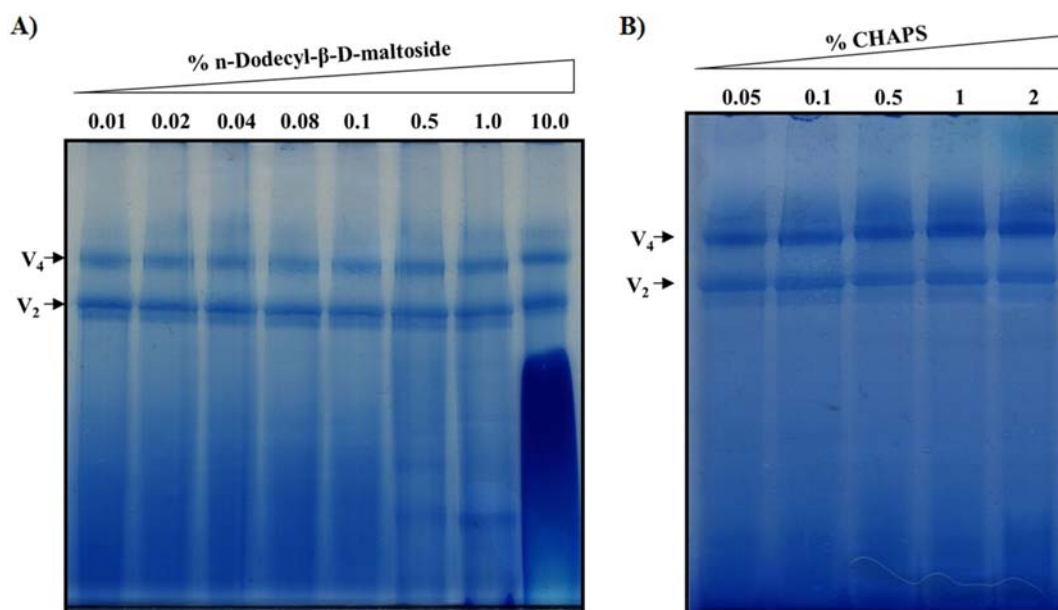 A)
% n-Dodecyl-β-D-maltoside
0.01 0.02 0.04 0.08 0.1 0.5 1.0 10.0
V₄
V₂
B)
% CHAPS
0.05 0.1 0.5 1 2
V₄
V₂